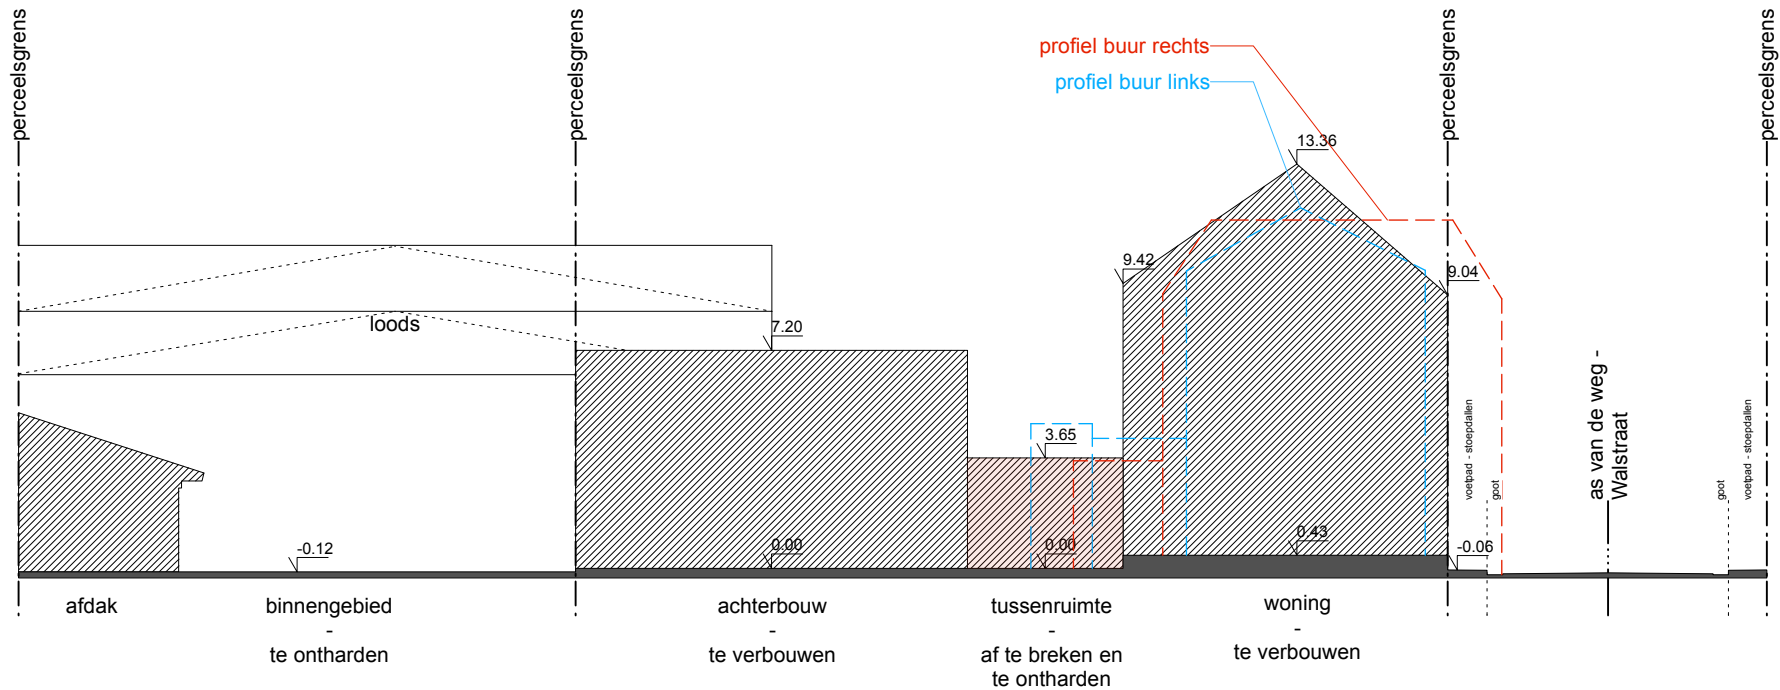 perceelsgrens
perceelsgrens
perceelsgrens
perceelsgrens
profiel buur rechts
profiel buur links
13.36
9.42
9.04
loods
7.20
3.65
-0.12
0.00
0.00
0.43
-0.06
voetpad - stoepdallen
goot
as van de weg -
Walstraat
goot
voetpad - stoepdallen
afdak
binnengebied
-
te ontharden
achterbouw
-
te verbouwen
tussenruimte
-
af te breken en
te ontharden
woning
-
te verbouwen